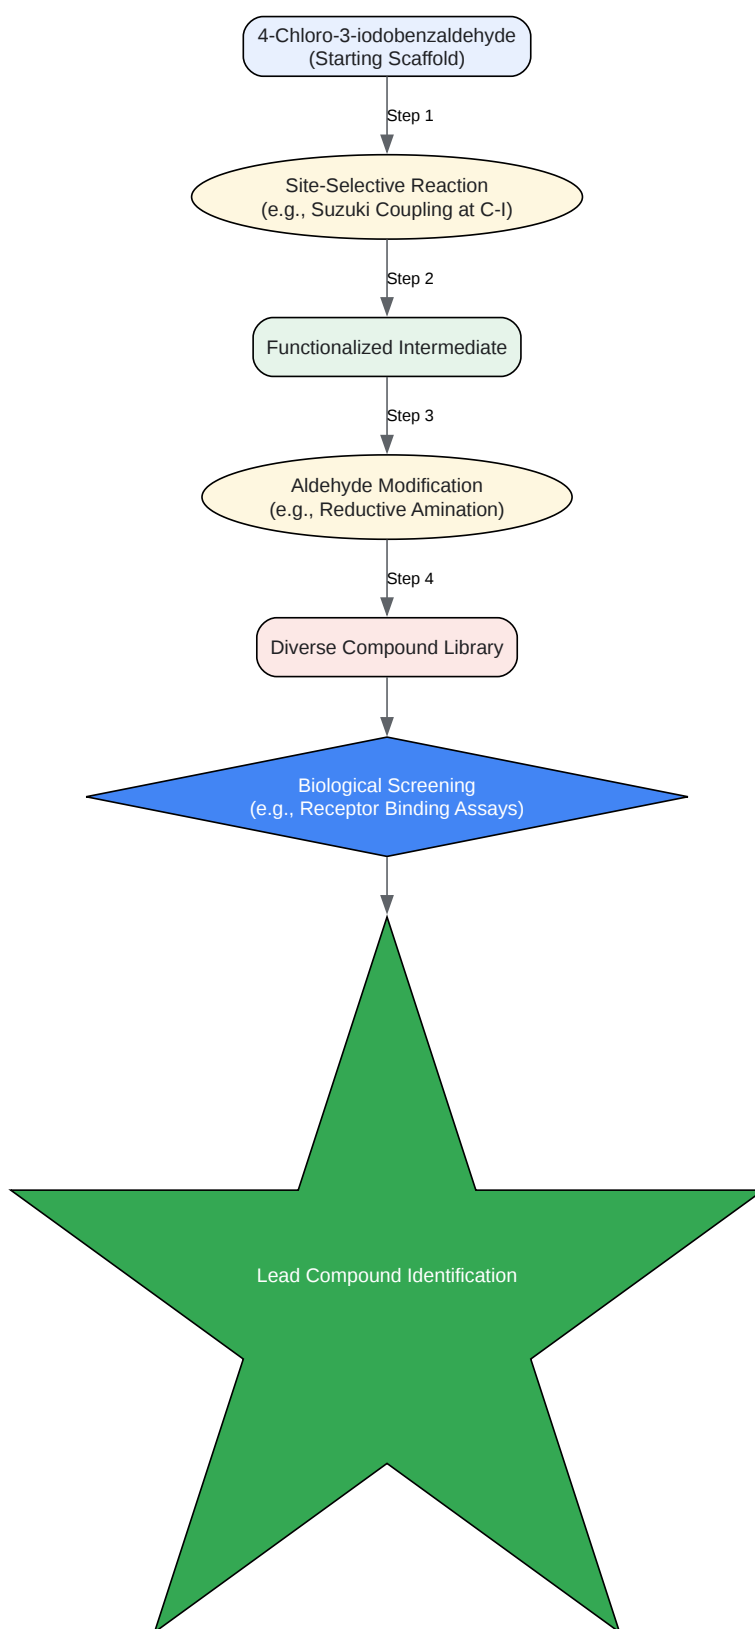 4-Chloro-3-iodobenzaldehyde
(Starting Scaffold)
Step 1
Site-Selective Reaction
(e.g., Suzuki Coupling at C-I)
Step 2
Functionalized Intermediate
Step 3
Aldehyde Modification
(e.g., Reductive Amination)
Step 4
Diverse Compound Library
Biological Screening
(e.g., Receptor Binding Assays)
Lead Compound Identification